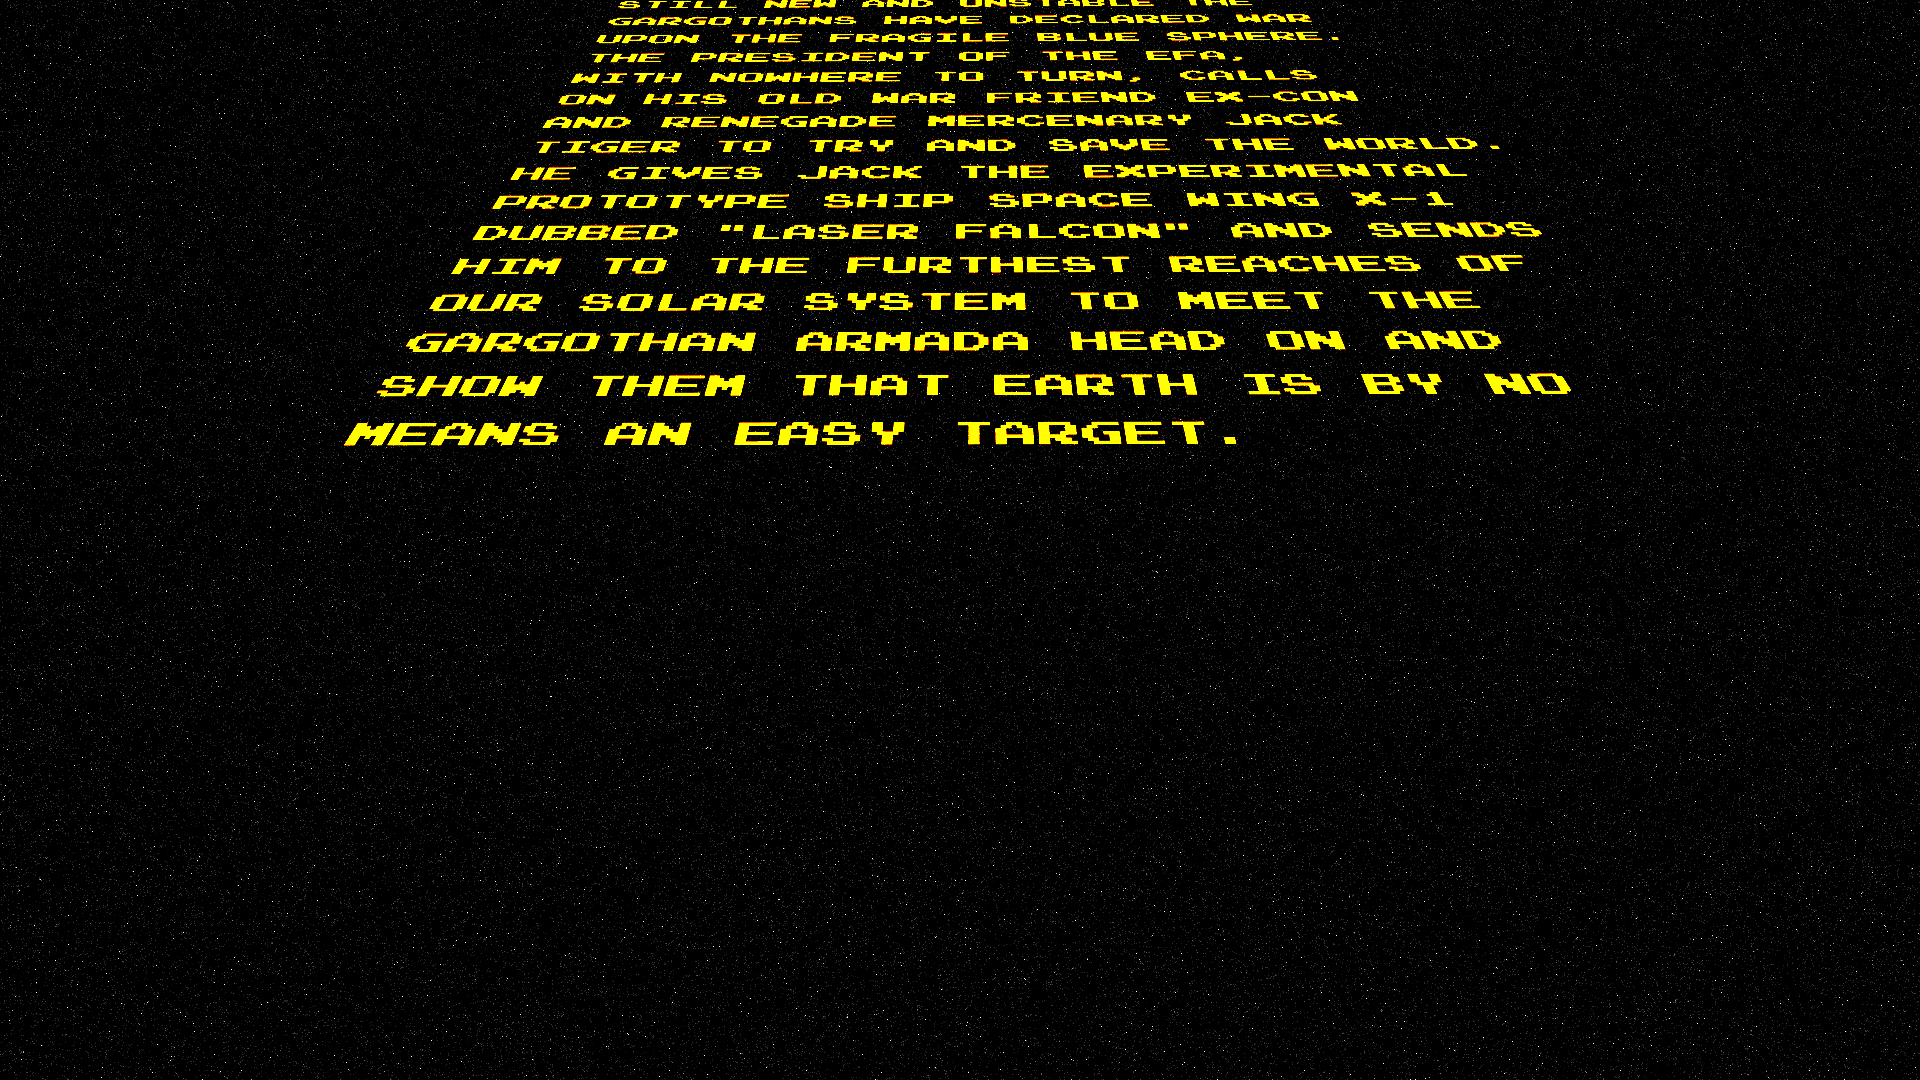 STILL NEW AND UNSTABLE THE
GARGOTHANS HAVE DECLARED WAR
UPON THE FRAGILE BLUE SPHERE.
THE PRESIDENT OF THE EFA,
WITH NOWHERE TO TURN, CALLS
ON HIS OLD WAR FRIEND EX-CON
AND RENEGADE MERCENARY JACK
TIGER TO TRY AND SAVE THE WORLD.
HE GIVES JACK THE EXPERIMENTAL
PROTOTYPE SHIP SPACE WING X-1
DUBBED "LASER FALCON" AND SENDS
HIM TO THE FURTHEST REACHES OF
OUR SOLAR SYSTEM TO MEET THE
GARGOTHAN ARMADA HEAD ON AND
SHOW THEM THAT EARTH IS BY NO
MEANS AN EASY TARGET.